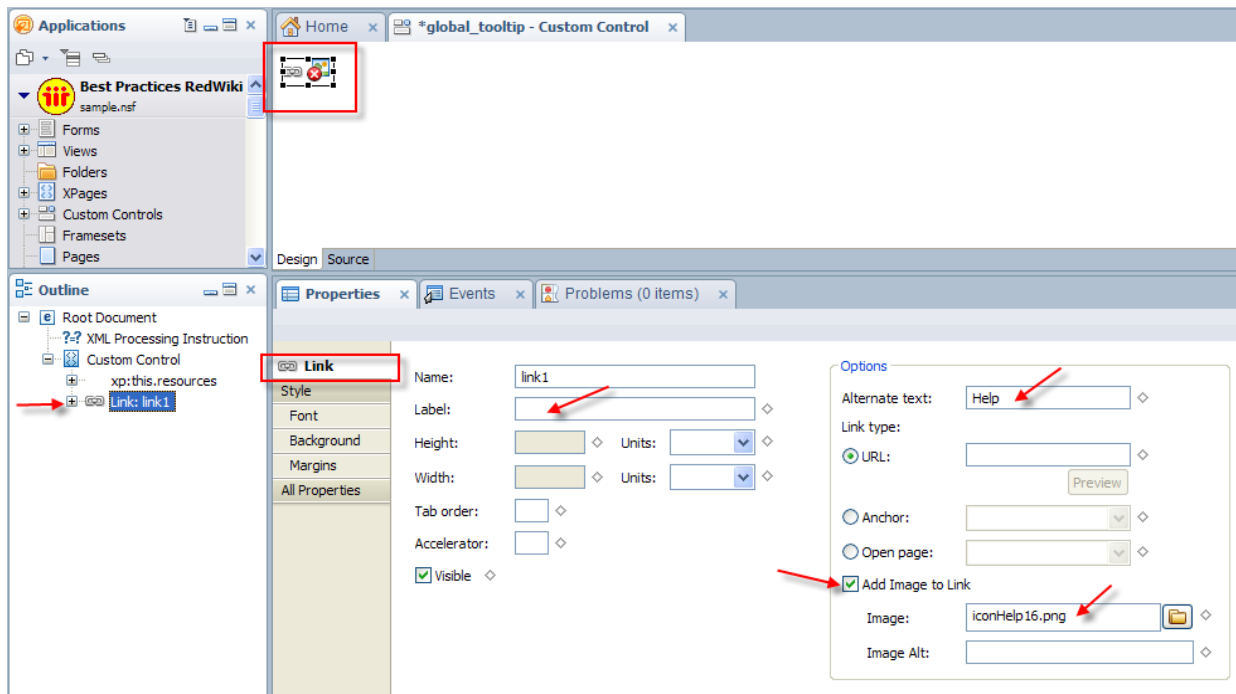 Applications
Best Practices RedWiki
sample.nsf
Forms
Views
Folders
XPages
Custom Controls
Framesets
Pages
Home
*global_tooltip - Custom Control
Design Source
Outline
Root Document
?-? XML Processing Instruction
Custom Control
xp:this.resources
Link: link1
Properties
Events
Problems (0 items)
Link
Style
Font
Background
Margins
All Properties
Name: link1
Label:
Height: Units:
Width: Units:
Tab order:
Accelerator:
Visible
Options
Alternate text: Help
Link type:
URL:
Preview
Anchor:
Open page:
Add Image to Link
Image: iconHelp16.png
Image Alt: